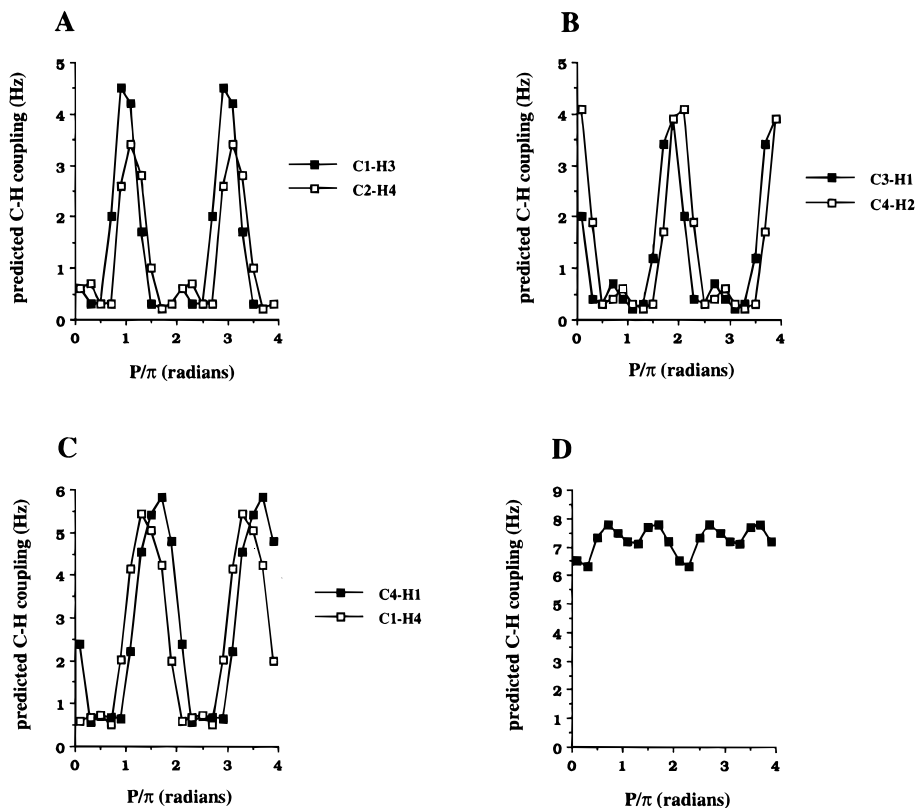 A
predicted C-H coupling (Hz)
5
4
3
2
1
0
0 1 2 3 4
P/π (radians)
C1-H3
C2-H4
B
predicted C-H coupling (Hz)
5
4
3
2
1
0
0 1 2 3 4
P/π (radians)
C3-H1
C4-H2
C
predicted C-H coupling (Hz)
6
5
4
3
2
1
0
0 1 2 3 4
P/π (radians)
C4-H1
C1-H4
D
predicted C-H coupling (Hz)
9
8
7
6
5
4
3
2
1
0
0 1 2 3 4
P/π (radians)